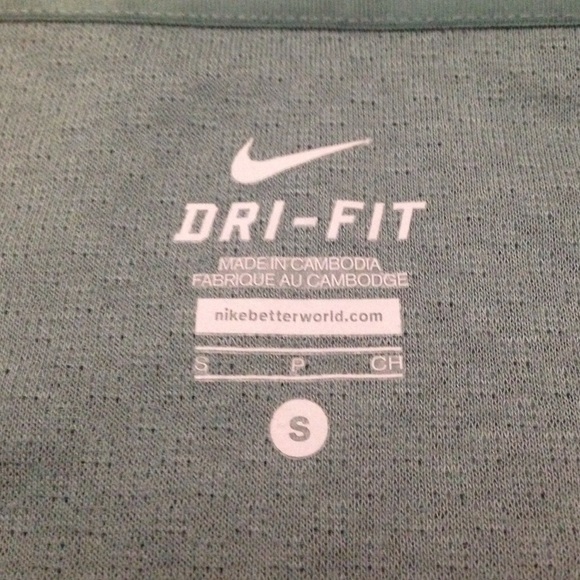 DRI-FIT
MADE IN CAMBODIA
FABRIQUE AU CAMBODGE
nikebetterworld.com
S P CH
S